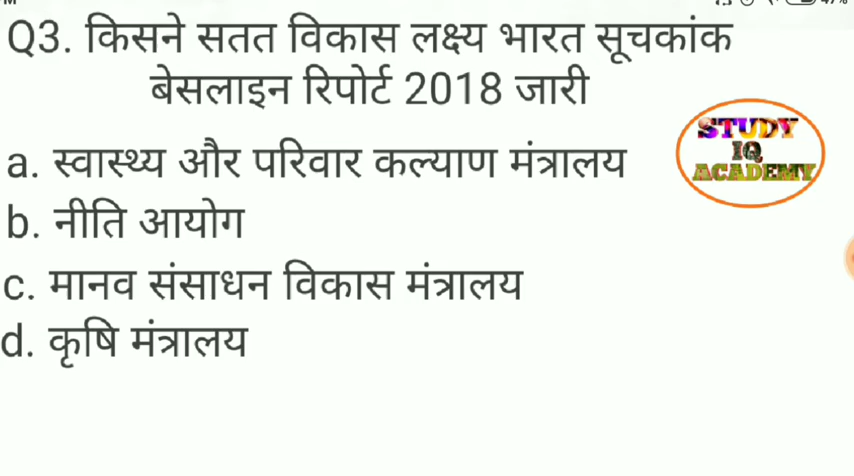 Q3. किसने सतत विकास लक्ष्य भारत सूचकांक
बेसलाइन रिपोर्ट 2018 जारी
a. स्वास्थ्य और परिवार कल्याण मंत्रालय
b. नीति आयोग
c. मानव संसाधन विकास मंत्रालय
d. कृषि मंत्रालय
STUDY
IQ
ACADEMY